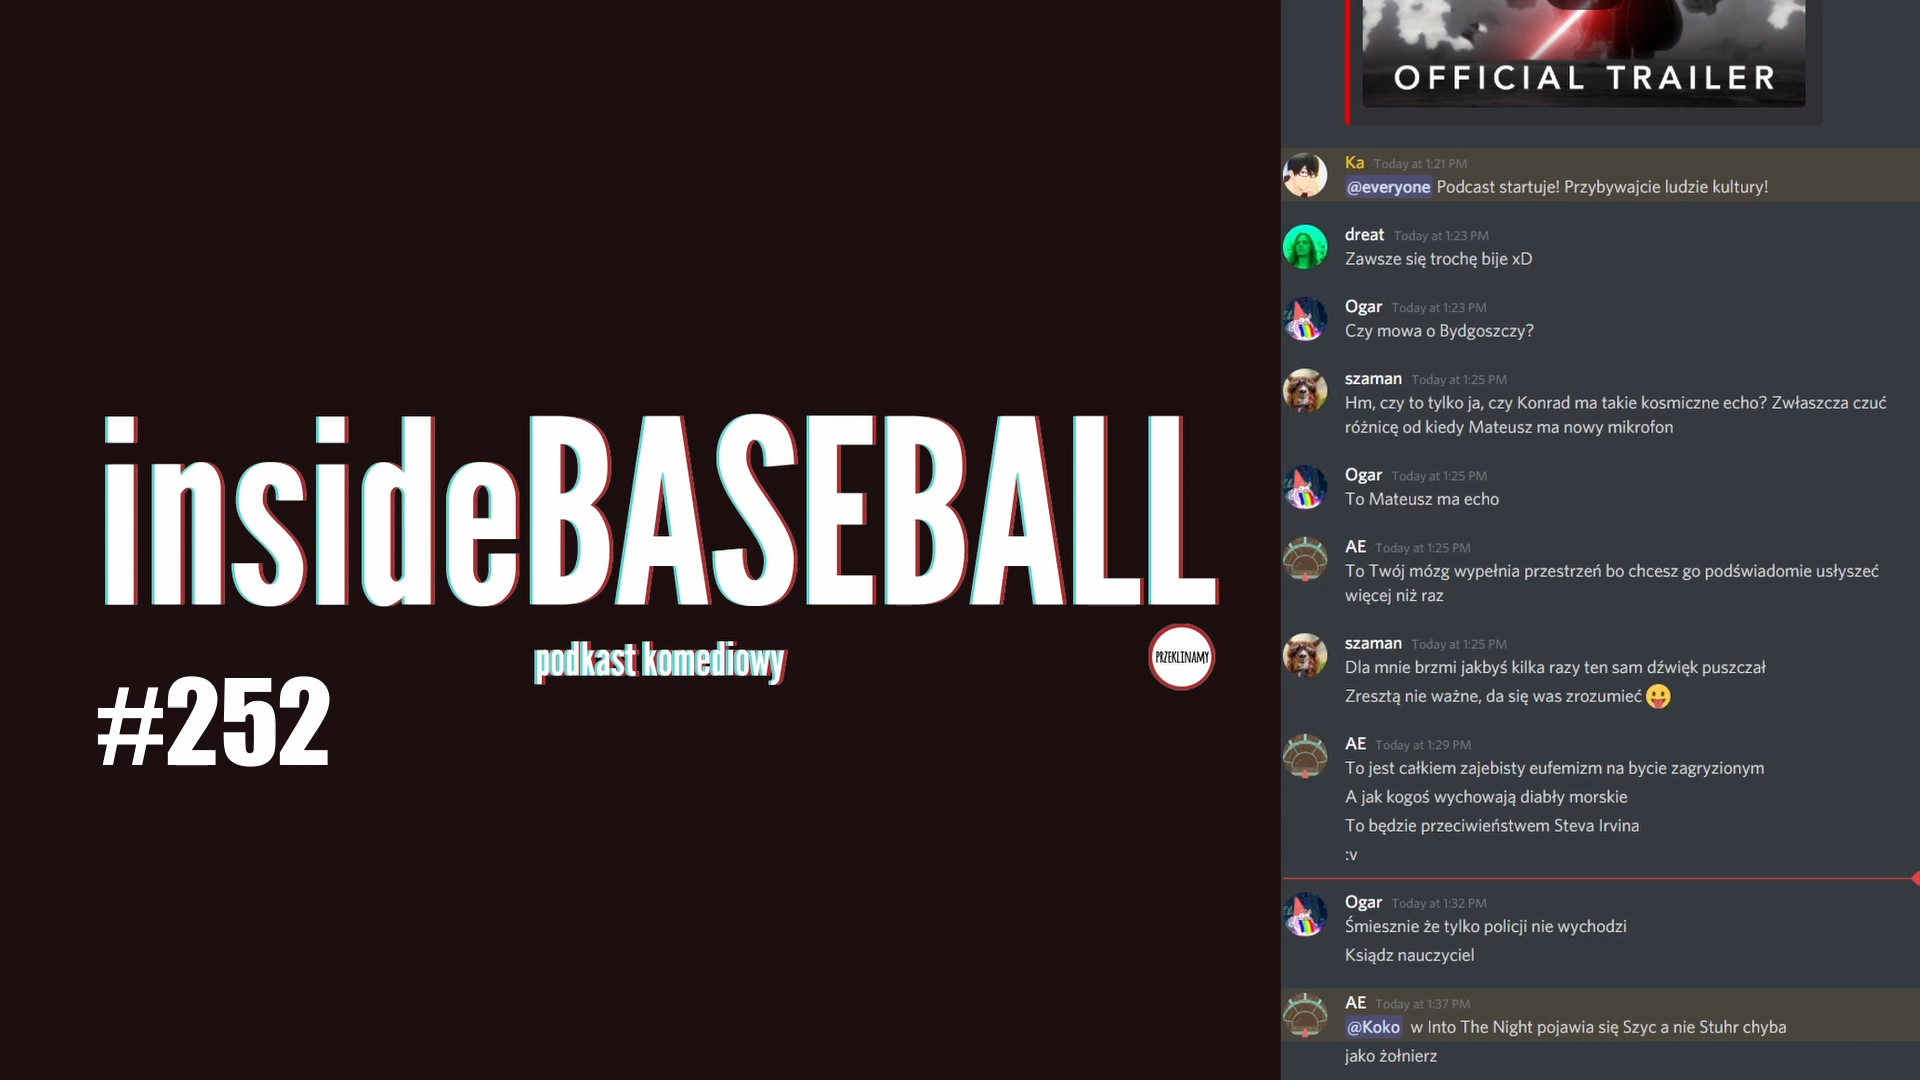 insideBASEBALL
podkast komediowy
PRZEKLINAMY
#252
OFFICIAL TRAILER
Ka Today at 1:21 PM
@everyone Podcast startuje! Przybywajcie ludzie kultury!
dreat Today at 1:23 PM
Zawsze się trochę bije xD
Ogar Today at 1:23 PM
Czy mowa o Bydgoszczy?
szaman Today at 1:25 PM
Hm, czy to tylko ja, czy Konrad ma takie kosmiczne echo? Zwłaszcza czuć
różnicę od kiedy Mateusz ma nowy mikrofon
Ogar Today at 1:25 PM
To Mateusz ma echo
AE Today at 1:25 PM
To Twój mózg wypełnia przestrzeń bo chcesz go podświadomie usłyszeć
więcej niż raz
szaman Today at 1:25 PM
Dla mnie brzmi jakbyś kilka razy ten sam dźwięk puszczał
Zresztą nie ważne, da się was zrozumieć 😛
AE Today at 1:29 PM
To jest całkiem zajebisty eufemizm na bycie zagryzionym
A jak kogoś wychowają diabły morskie
To będzie przeciwieństwem Steva Irvina
:v
Ogar Today at 1:32 PM
Śmiesznie że tylko policji nie wychodzi
Ksiądz nauczyciel
AE Today at 1:37 PM
@Koko w Into The Night pojawia się Szyc a nie Stuhr chyba
jako żołnierz